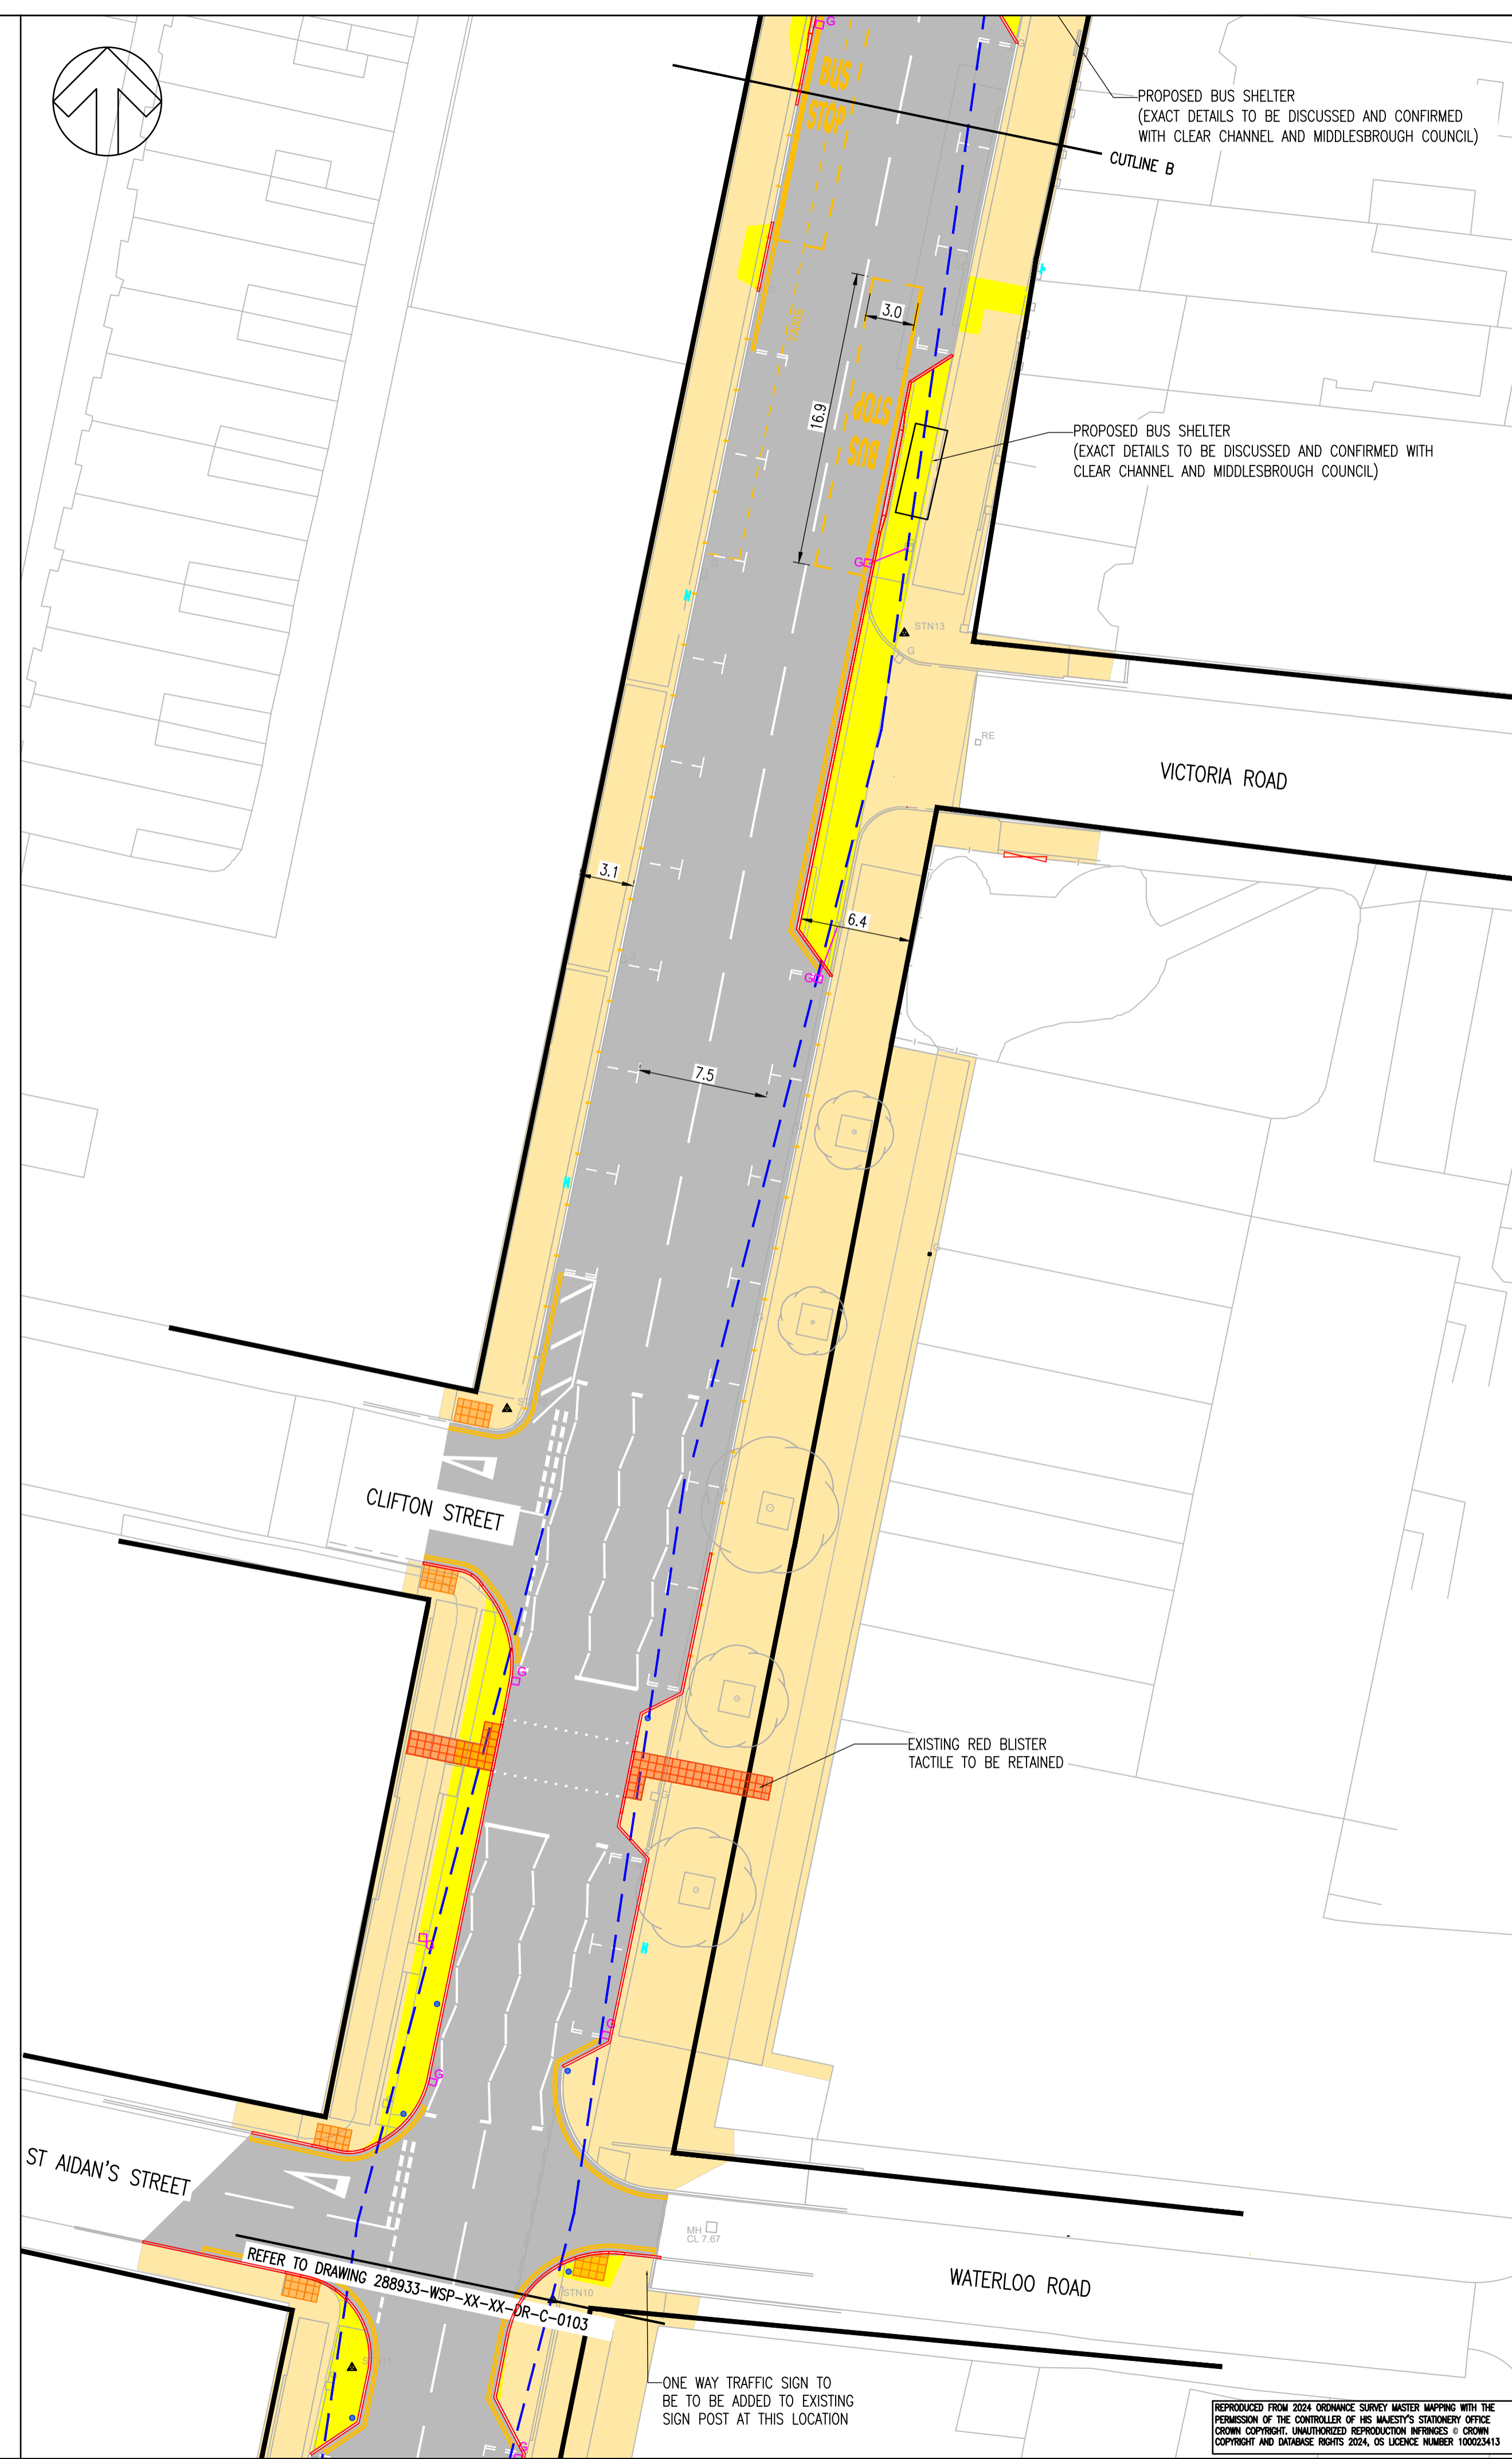 G
G
BUS
STOP
PROPOSED BUS SHELTER
(EXACT DETAILS TO BE DISCUSSED AND CONFIRMED
WITH CLEAR CHANNEL AND MIDDLESBROUGH COUNCIL)
CUTLINE B
3.0
16.9
STOP
BUS
PROPOSED BUS SHELTER
(EXACT DETAILS TO BE DISCUSSED AND CONFIRMED WITH
CLEAR CHANNEL AND MIDDLESBROUGH COUNCIL)
G
STN13
G
RE
VICTORIA ROAD
3.1
6.4
G
7.5
G
CLIFTON STREET
G
EXISTING RED BLISTER
TACTILE TO BE RETAINED
G
G
G
G
ST AIDAN'S STREET
MH
CL 7.67
REFER TO DRAWING 288933-WSP-XX-XX-DR-C-0103
STN10
WATERLOO ROAD
ONE WAY TRAFFIC SIGN TO
BE TO BE ADDED TO EXISTING
SIGN POST AT THIS LOCATION
G
REPRODUCED FROM 2024 ORDNANCE SURVEY MASTER MAPPING WITH THE
PERMISSION OF THE CONTROLLER OF HIS MAJESTY'S STATIONERY OFFICE
CROWN COPYRIGHT. UNAUTHORIZED REPRODUCTION INFRINGES © CROWN
COPYRIGHT AND DATABASE RIGHTS 2024, OS LICENCE NUMBER 100023413